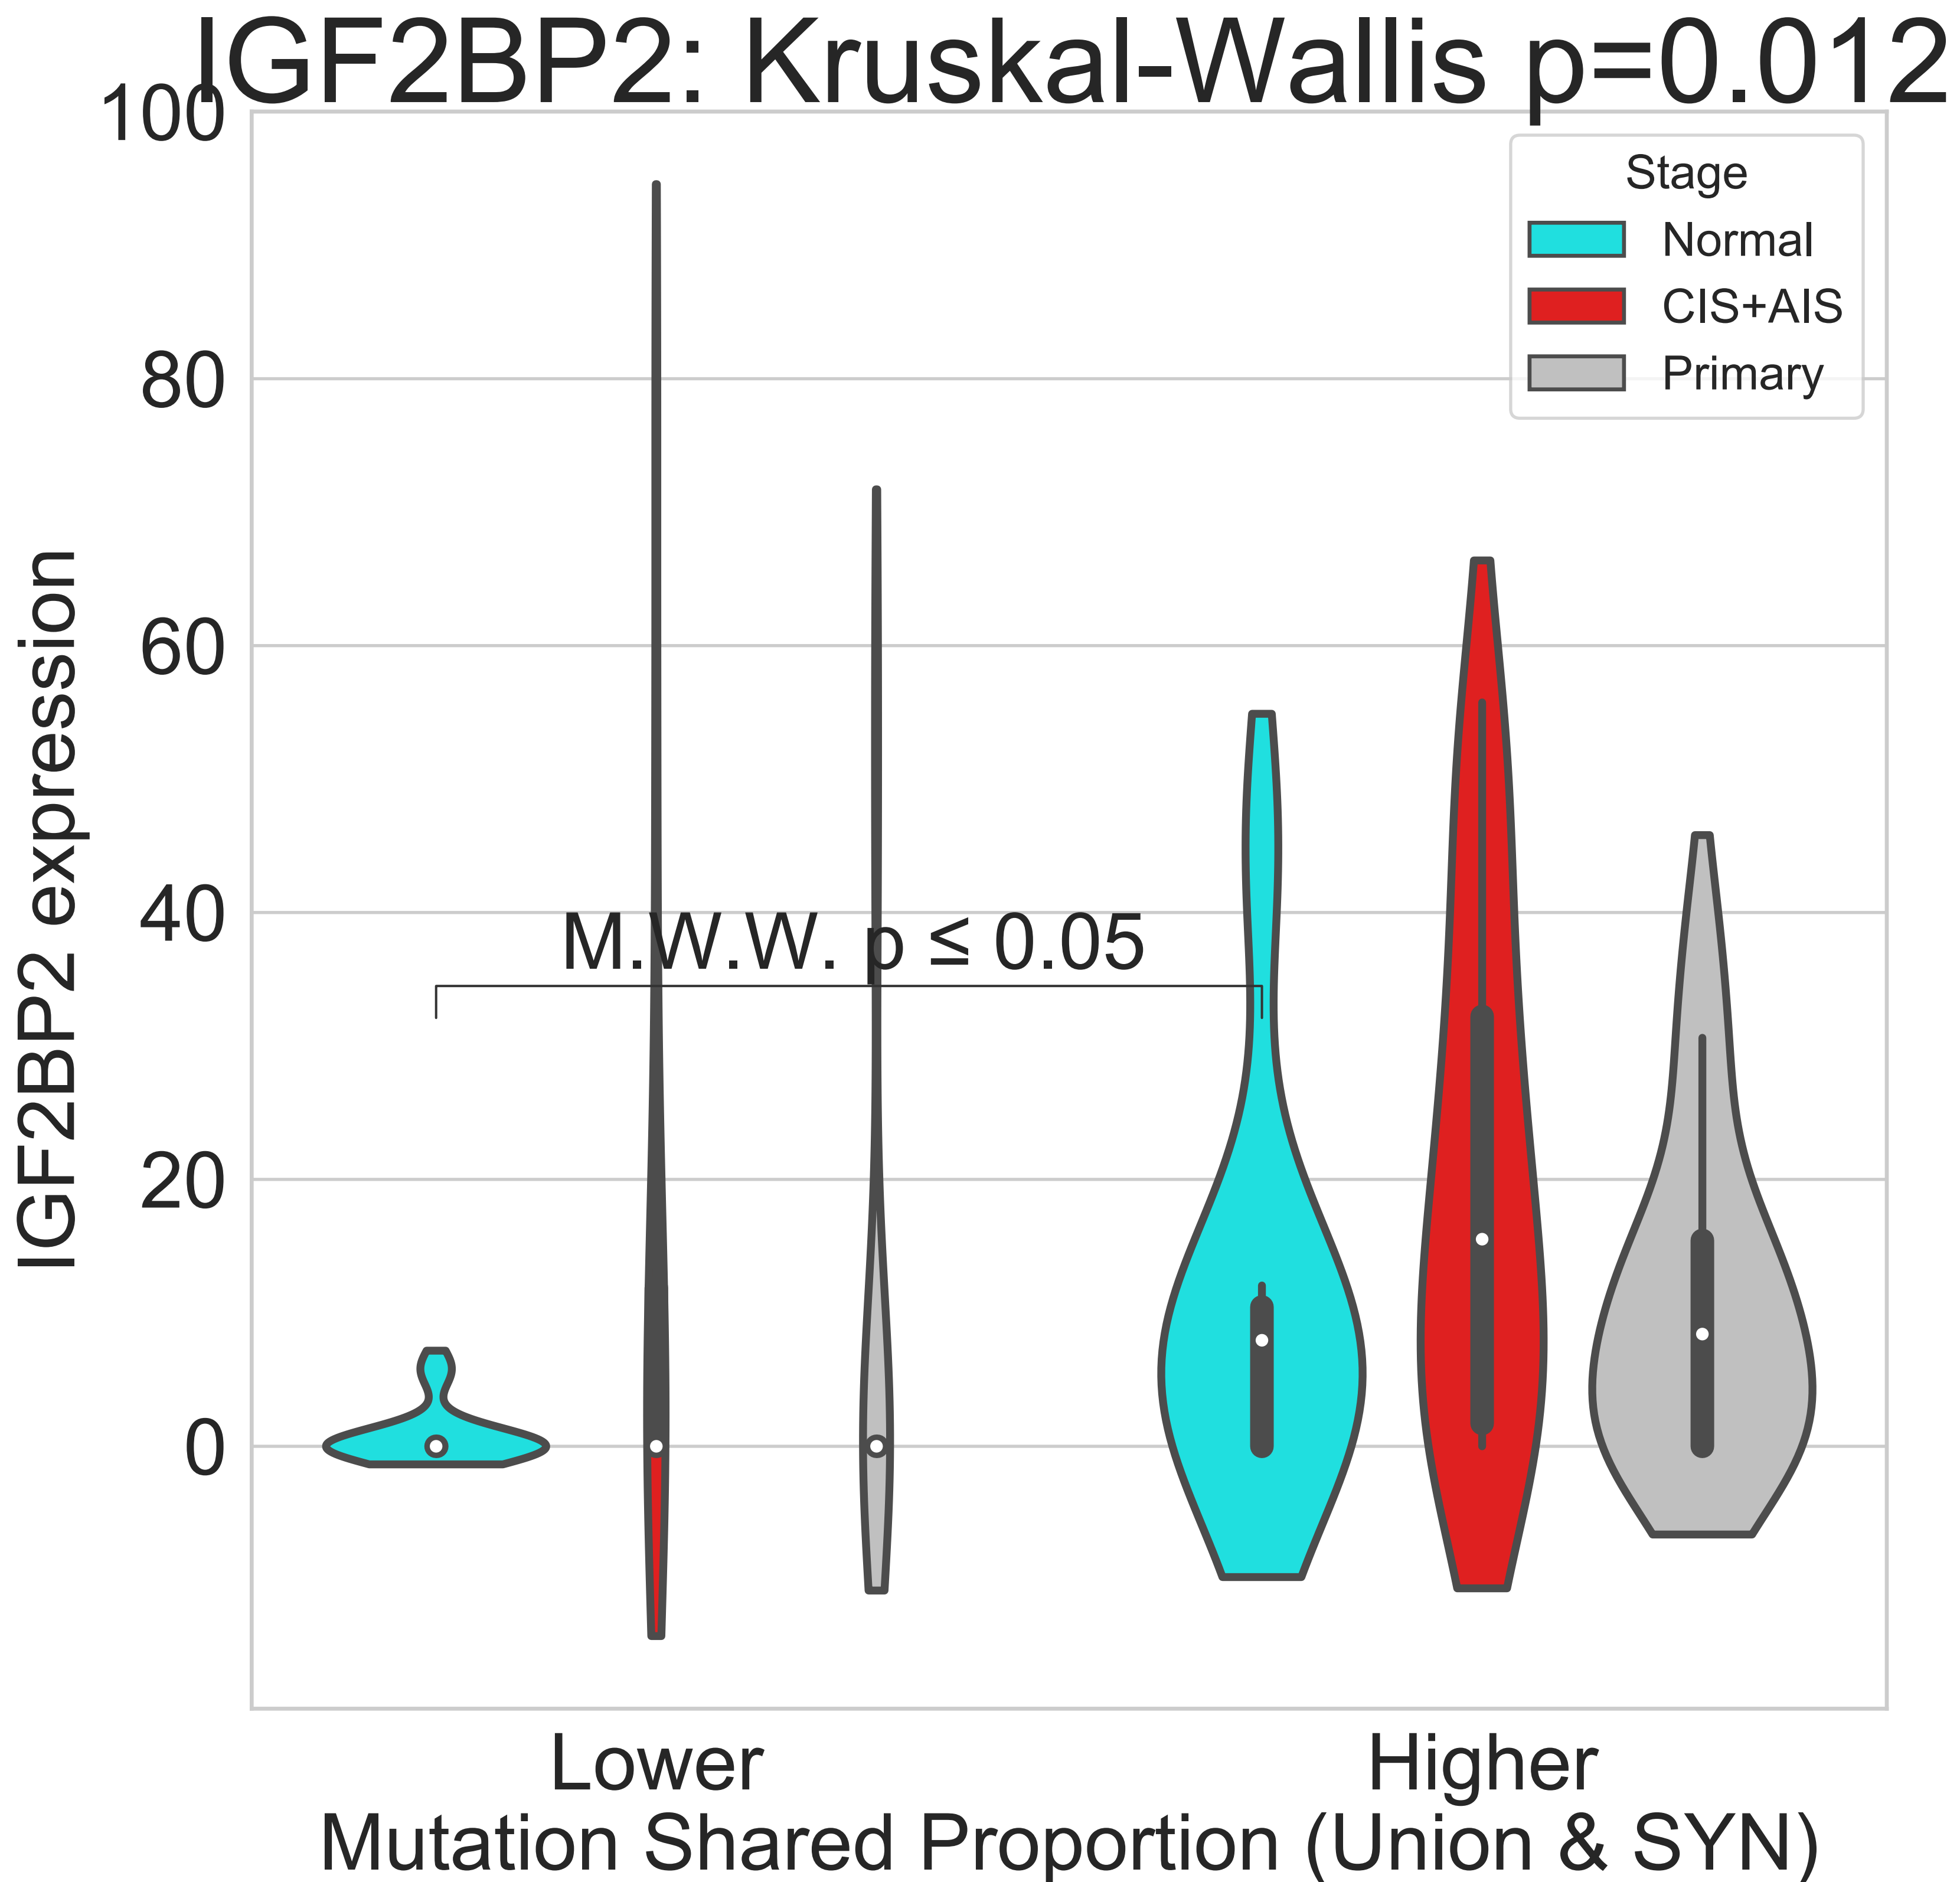 IGF2BP2: Kruskal-Wallis p=0.012
Stage
Normal
CIS+AIS
Primary
100
80
60
40
20
0
IGF2BP2 expression
M.W.W. p ≤ 0.05
Lower
Higher
Mutation Shared Proportion (Union & SYN)